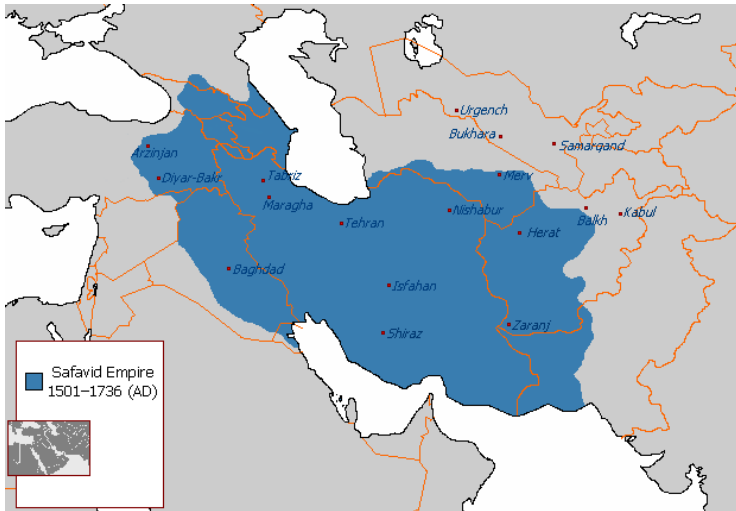 Urgench
Bukhara
Samarqand
Arzinjan
Diyar-Bakr
Tabriz
Merv
Maragha
Nishabur
Balkh
Kabul
Tehran
Herat
Baghdad
Isfahan
Zaranj
Shiraz
Safavid Empire
1501–1736 (AD)